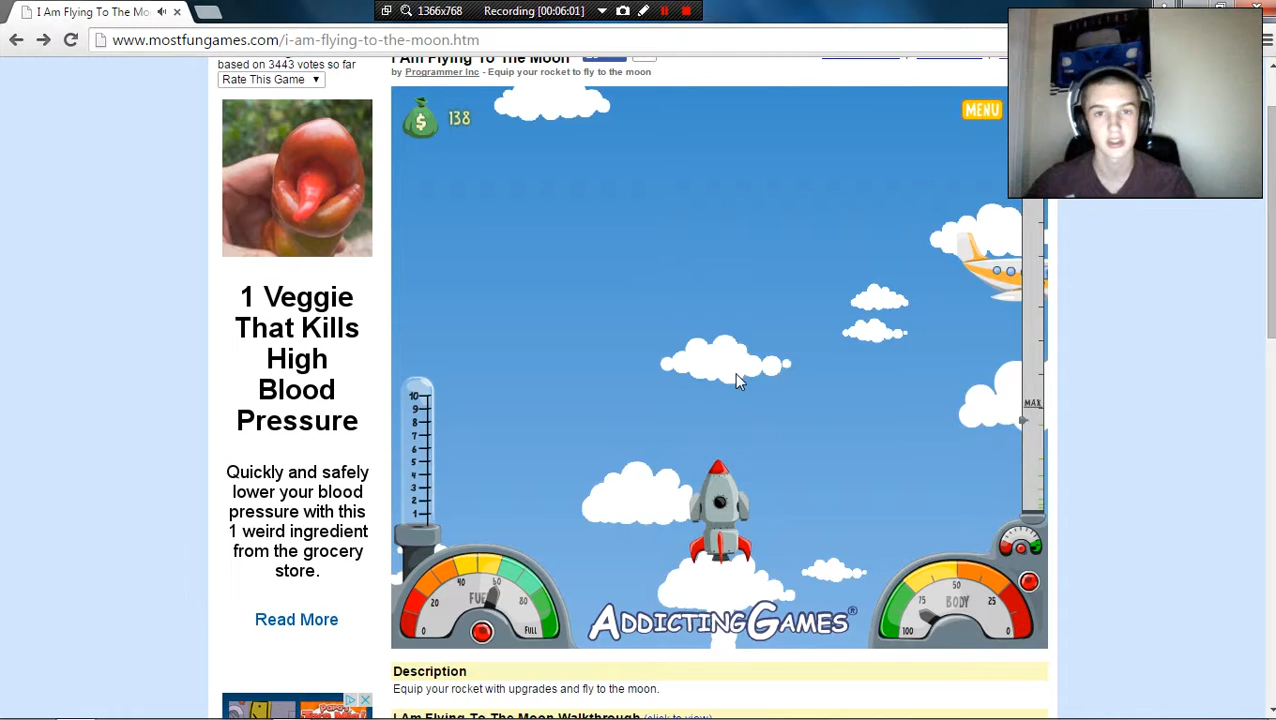 1366x768 Recording [00:06:01]
I Am Flying To The Mo
www.mostfungames.com/i-am-flying-to-the-moon.htm
based on 3443 votes so far
Rate This Game
I Am Flying To The Moon
by Programmer Inc - Equip your rocket to fly to the moon
138
MENU
1 Veggie
That Kills
High
Blood
Pressure
Quickly and safely
lower your blood
pressure with this
1 weird ingredient
from the grocery
store.
Read More
10
9
8
7
6
5
4
3
2
1
MAX
0 20 40 60 80 FULL
FUEL
100 75 50 25 0
BODY
ADDICTINGGAMES®
Description
Equip your rocket with upgrades and fly to the moon.
I Am Flying To The Moon Walkthrough (click to view)